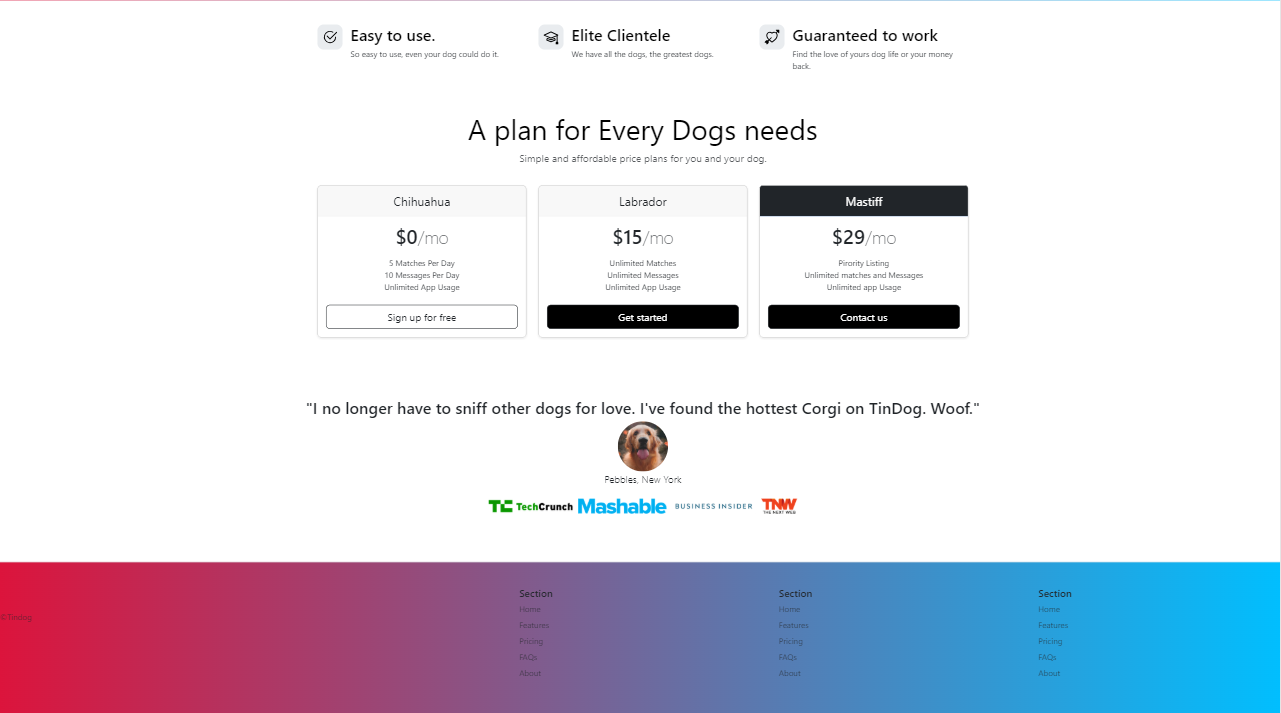 Easy to use.
So easy to use, even your dog could do it.
Elite Clientele
We have all the dogs, the greatest dogs.
Guaranteed to work
Find the love of yours dog life or your money
back.
A plan for Every Dogs needs
Simple and affordable price plans for you and your dog.
Chihuahua
$0/mo
5 Matches Per Day
10 Messages Per Day
Unlimited App Usage
Sign up for free
Labrador
$15/mo
Unlimited Matches
Unlimited Messages
Unlimited App Usage
Get started
Mastiff
$29/mo
Pirority Listing
Unlimited matches and Messages
Unlimited app Usage
Contact us
"I no longer have to sniff other dogs for love. I've found the hottest Corgi on TinDog. Woof."
Pebbles, New York
TC TechCrunch Mashable BUSINESS INSIDER TNW
THE NEXT WEB
©Tindog
Section
Home
Features
Pricing
FAQs
About
Section
Home
Features
Pricing
FAQs
About
Section
Home
Features
Pricing
FAQs
About